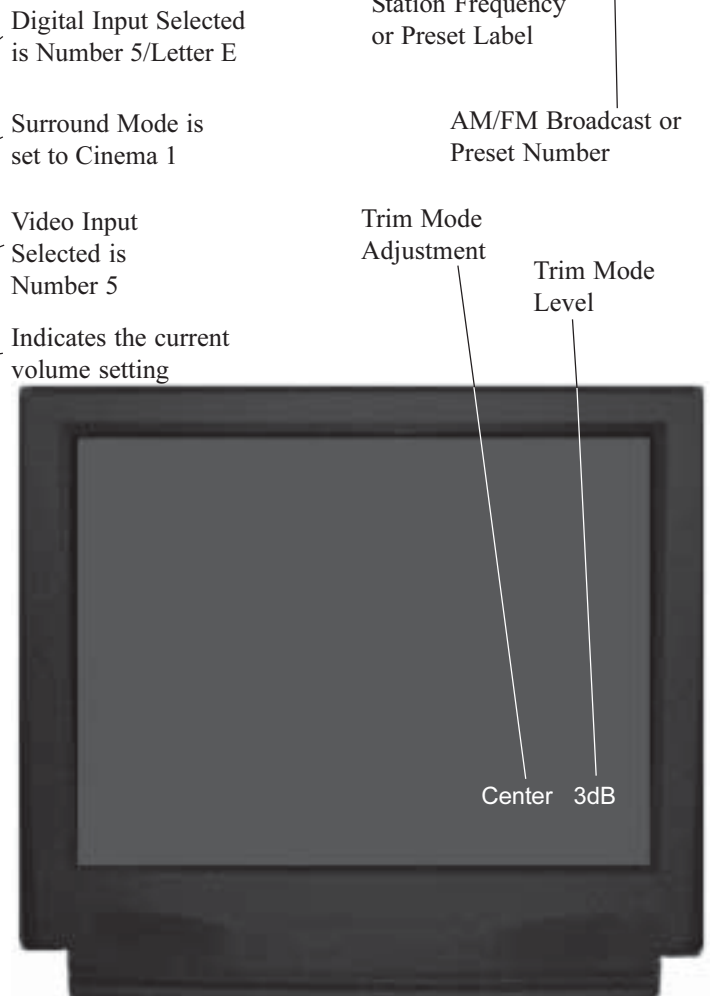 Digital Input Selected
is Number 5/Letter E
Surround Mode is
set to Cinema 1
Video Input
Selected is
Number 5
Indicates the current
volume setting
Station Frequency
or Preset Label
AM/FM Broadcast or
Preset Number
Trim Mode
Adjustment
Trim Mode
Level
Center 3dB